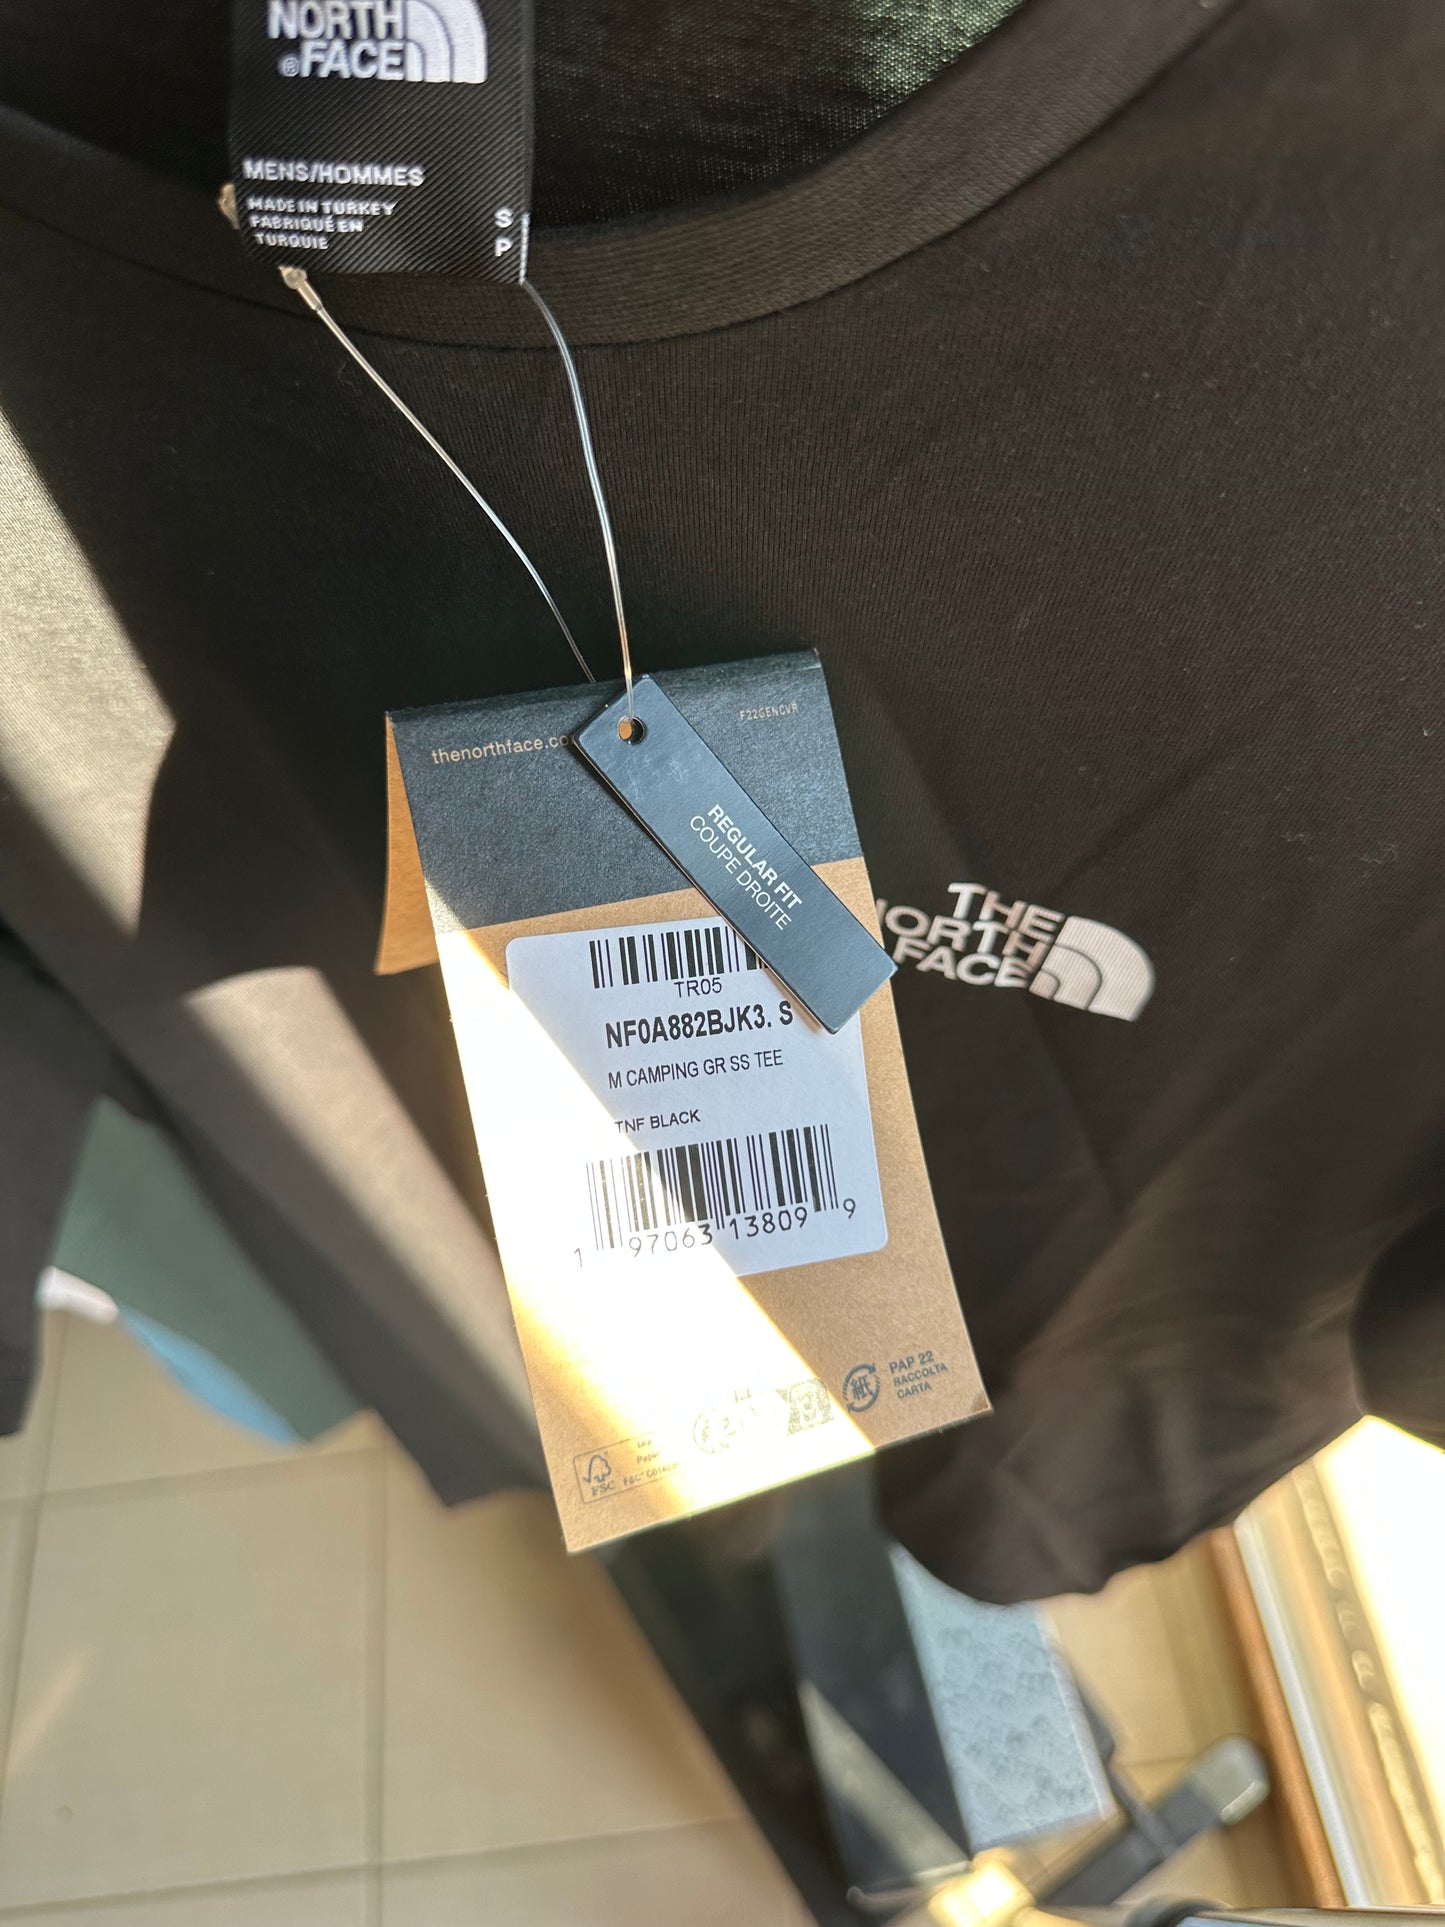 NORTH
®FACE
MENS/HOMMES
MADE IN TURKEY
FABRIQUÉ EN
TURQUIE
S
P
thenorthface.co
F22GENCVR
REGULAR FIT
COUPE DROITE
THE
NORTH
FACE
TR05
NF0A882BJK3. S
M CAMPING GR SS TEE
TNF BLACK
1 97063 13809 9
PAP 22
RACCOLTA
CARTA
紙
FSC